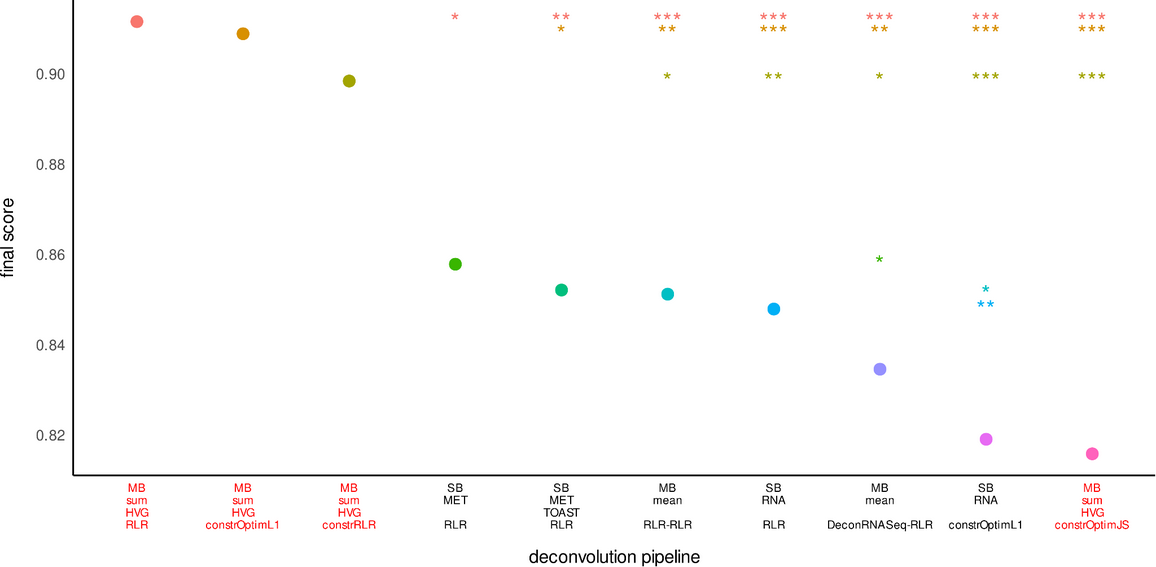 * ** *** *** *** *** ***
* ** *** ** *** ***
0.90
* ** * *** ***
0.88
final score
0.86
*
*
**
0.84
0.82
MB MB MB SB SB MB SB MB SB MB
sum sum sum MET MET mean RNA mean RNA sum
HVG HVG HVG TOAST HVG
RLR constrOptimL1 constrRLR RLR RLR RLR-RLR RLR DeconRNASeq-RLR constrOptimL1 constrOptimJS
deconvolution pipeline